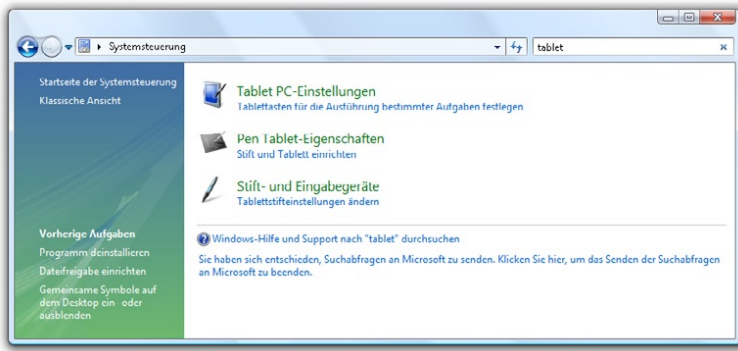 Systemsteuerung
tablet
Startseite der Systemsteuerung
Klassische Ansicht
Tablet PC-Einstellungen
Tablettasten für die Ausführung bestimmter Aufgaben festlegen
Pen Tablet-Eigenschaften
Stift und Tablett einrichten
Stift- und Eingabegeräte
Tablettstifteinstellungen ändern
Vorherige Aufgaben
Programm deinstallieren
Dateifreigabe einrichten
Gemeinsame Symbole auf
dem Desktop ein- oder
ausblenden
Windows-Hilfe und Support nach "tablet" durchsuchen
Sie haben sich entschieden, Suchabfragen an Microsoft zu senden. Klicken Sie hier, um das Senden der Suchabfragen
an Microsoft zu beenden.